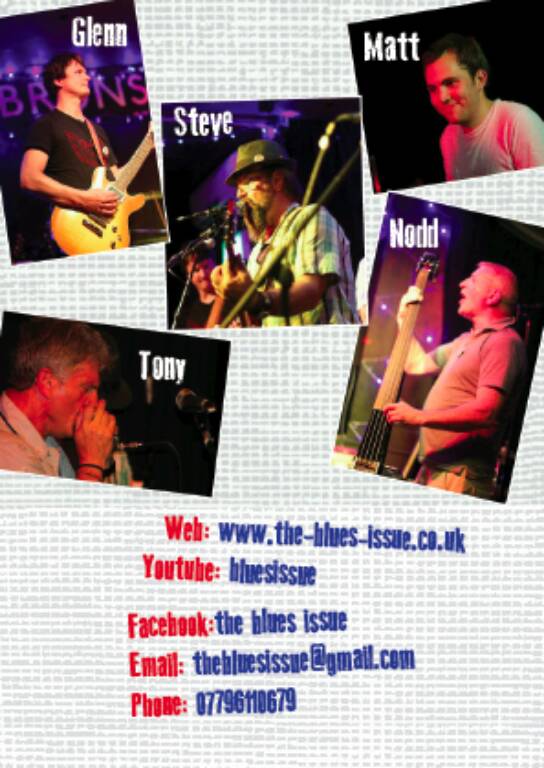 Glenn
Matt
Steve
BRONS
Nodd
Tony
Web: www.the-blues-issue.co.uk
Youtube: bluesissue
Facebook:the blues issue
Email: thebluesissue@gmail.com
Phone: 07796110679